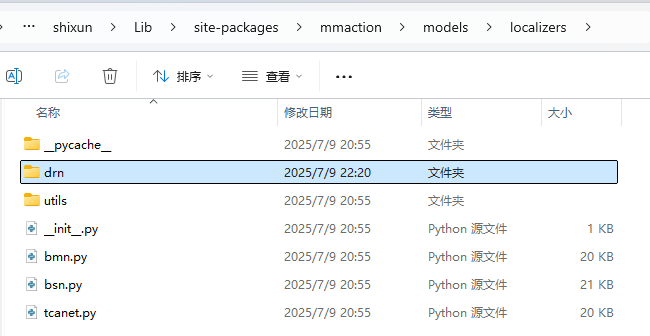 … shixun > Lib > site-packages > mmaction > models > localizers >
排序 查看 …
名称 修改日期 类型 大小
__pycache__ 2025/7/9 20:55 文件夹
drn 2025/7/9 22:20 文件夹
utils 2025/7/9 20:55 文件夹
__init__.py 2025/7/9 20:55 Python 源文件 1 KB
bmn.py 2025/7/9 20:55 Python 源文件 20 KB
bsn.py 2025/7/9 20:55 Python 源文件 21 KB
tcanet.py 2025/7/9 20:55 Python 源文件 20 KB